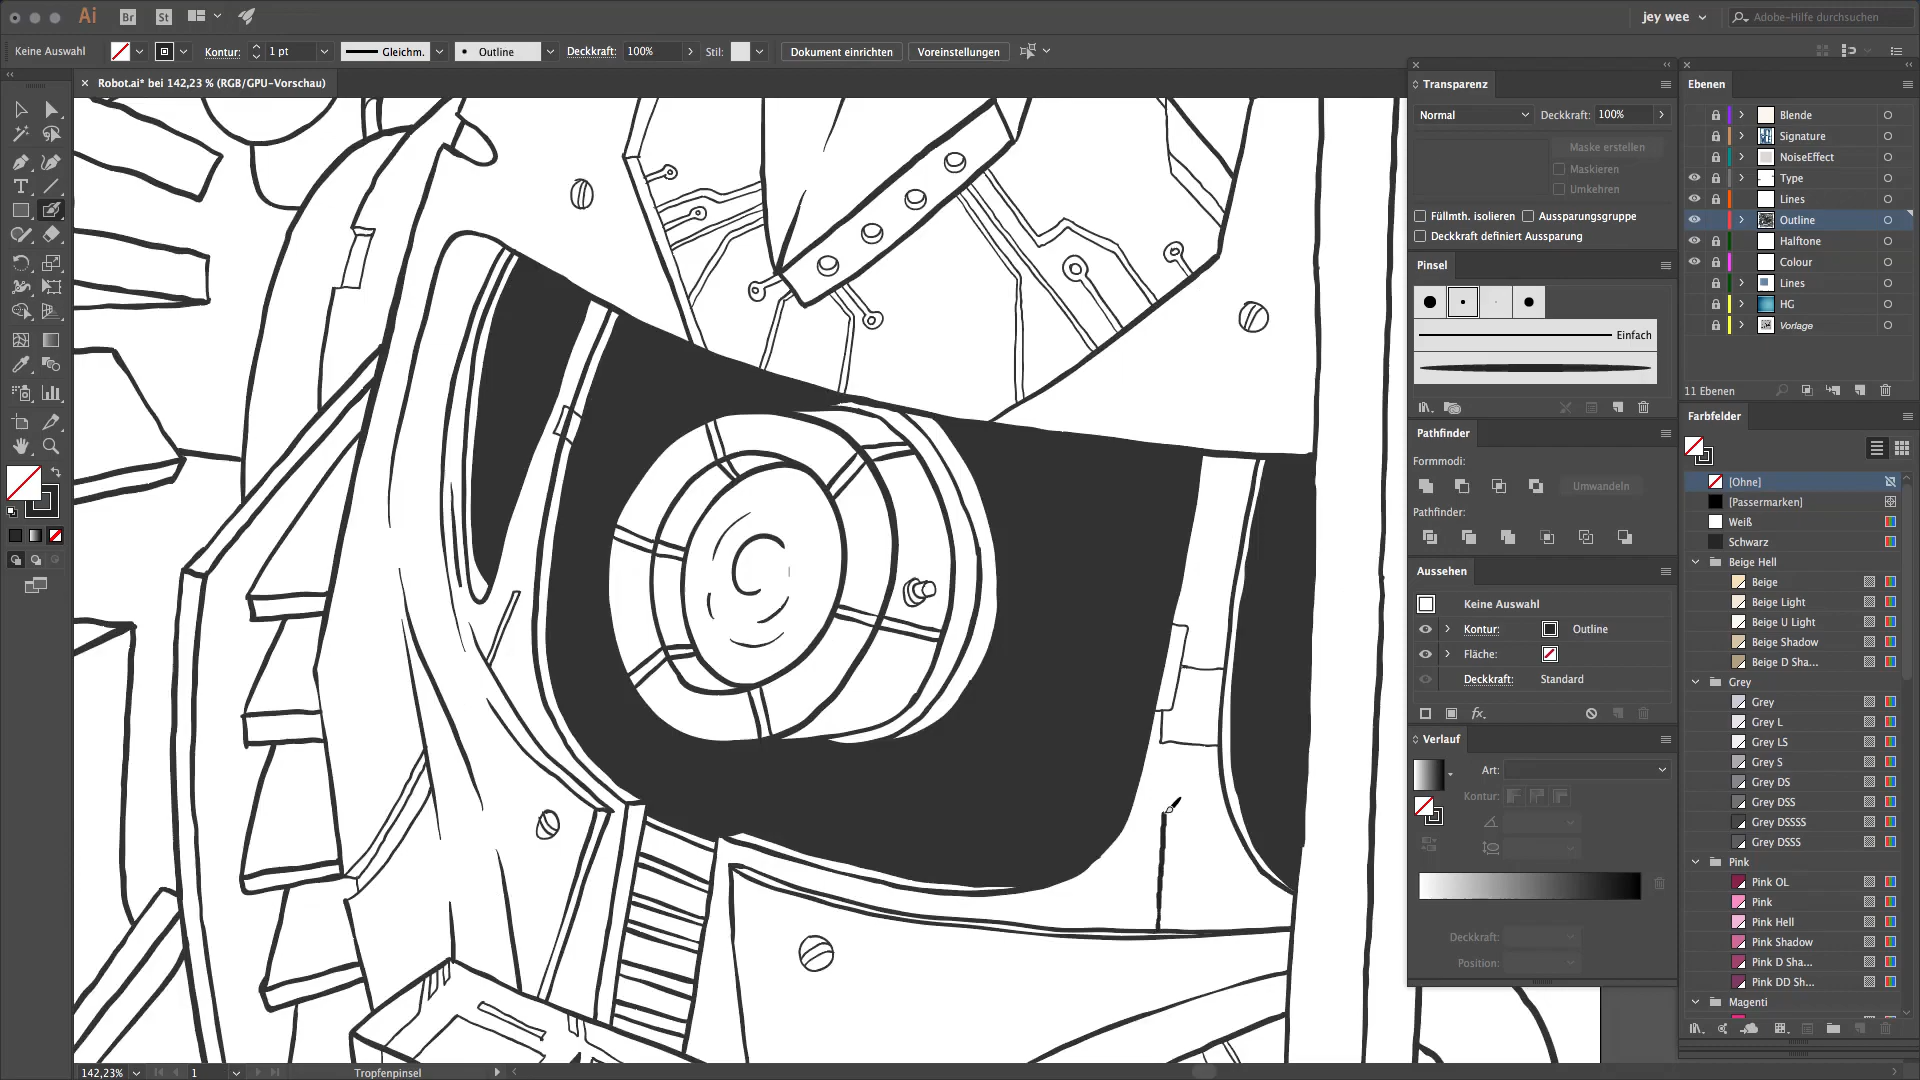 Ai Br St jey wee Adobe-Hilfe durchsuchen
Keine Auswahl Kontur: 1 pt Gleichm. Outline Deckkraft: 100% Stil: Dokument einrichten Voreinstellungen
Robot.ai* bei 142,23 % (RGB/GPU-Vorschau)
Transparenz
Normal Deckkraft: 100%
Maske erstellen
Maskieren
Umkehren
Füllmth. isolieren Aussparungsgruppe
Deckkraft definiert Aussparung
Pinsel
Einfach
Pathfinder
Formmodi:
Umwandeln
Pathfinder:
Aussehen
Keine Auswahl
Kontur: Outline
Fläche:
Deckkraft: Standard
fx
Verlauf
Art:
Kontur:
Deckkraft:
Position:
Ebenen
Blende
Signature
NoiseEffect
Type
Lines
Outline
Halftone
Colour
Lines
HG
Vorlage
11 Ebenen
Farbfelder
[Ohne]
[Passermarken]
Weiß
Schwarz
Beige Hell
Beige
Beige Light
Beige U Light
Beige Shadow
Beige D Sha...
Grey
Grey
Grey L
Grey LS
Grey S
Grey DS
Grey DSS
Grey DSSSS
Grey DSSS
Pink
Pink OL
Pink
Pink Hell
Pink Shadow
Pink D Sha...
Pink DD Sh...
Magenti
142,23% 1 Tropfenpinsel